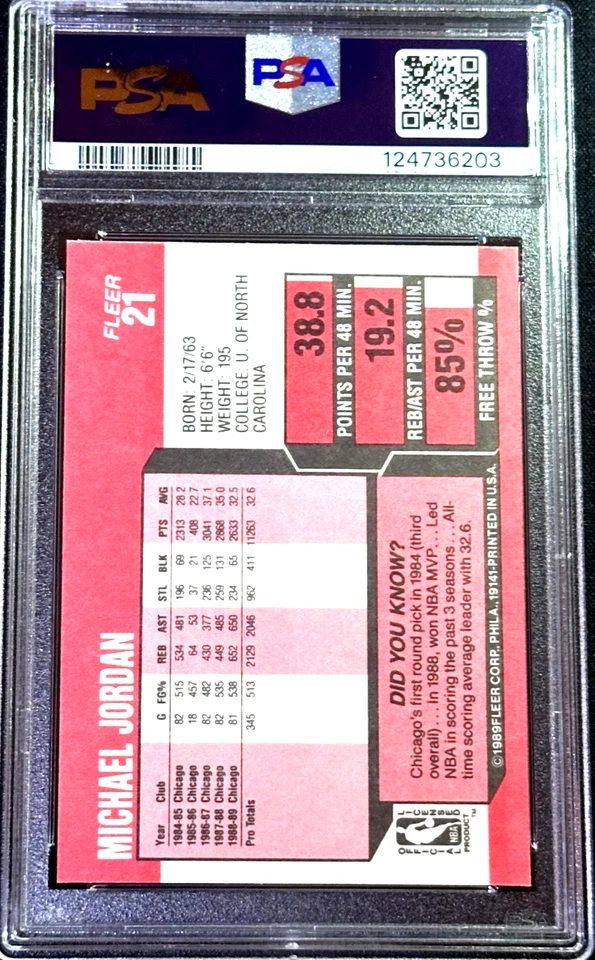 PSA
PSA
124736203
FLEER
21
MICHAEL JORDAN
BORN: 2/17/63
HEIGHT: 6'6"
WEIGHT: 195
COLLEGE: U. OF NORTH
CAROLINA
Year Club G FG% REB AST STL BLK PTS AVG
1984-85 Chicago 82 515 534 481 196 69 2313 28.2
1985-86 Chicago 18 457 64 53 37 21 408 22.7
1986-87 Chicago 82 482 430 377 236 125 3041 37.1
1987-88 Chicago 82 535 449 485 259 131 2868 35.0
1988-89 Chicago 81 538 652 650 234 65 2633 32.5
Pro Totals 345 513 2129 2046 962 411 11263 32.6
38.8
POINTS PER 48 MIN.
19.2
REB/AST PER 48 MIN.
85%
FREE THROW %
DID YOU KNOW?
Chicago's first round pick in 1984 (third
overall) . . . In 1988, won NBA MVP. . . . Led
NBA in scoring the past 3 seasons . . . All-
time scoring average leader with 32.6.
OFFICIAL
NBA
LICENSED
PRODUCT™
©1989 FLEER CORP., PHILA., 19141-PRINTED IN U.S.A.